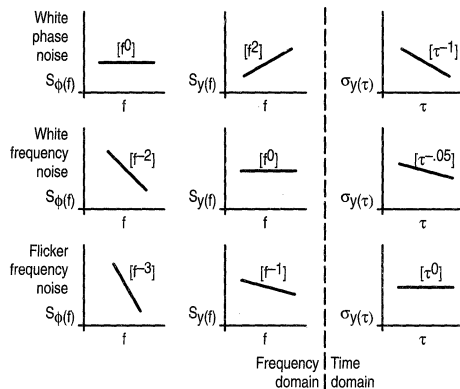 White
phase
noise
Sϕ(f)
[f0]
f
Sy(f)
[f2]
f
σy(τ)
[τ–1]
τ
White
frequency
noise
Sϕ(f)
[f–2]
f
Sy(f)
[f0]
f
σy(τ)
[τ–.05]
τ
Flicker
frequency
noise
Sϕ(f)
[f–3]
f
Sy(f)
[f–1]
f
σy(τ)
[τ0]
τ
Frequency
domain
Time
domain